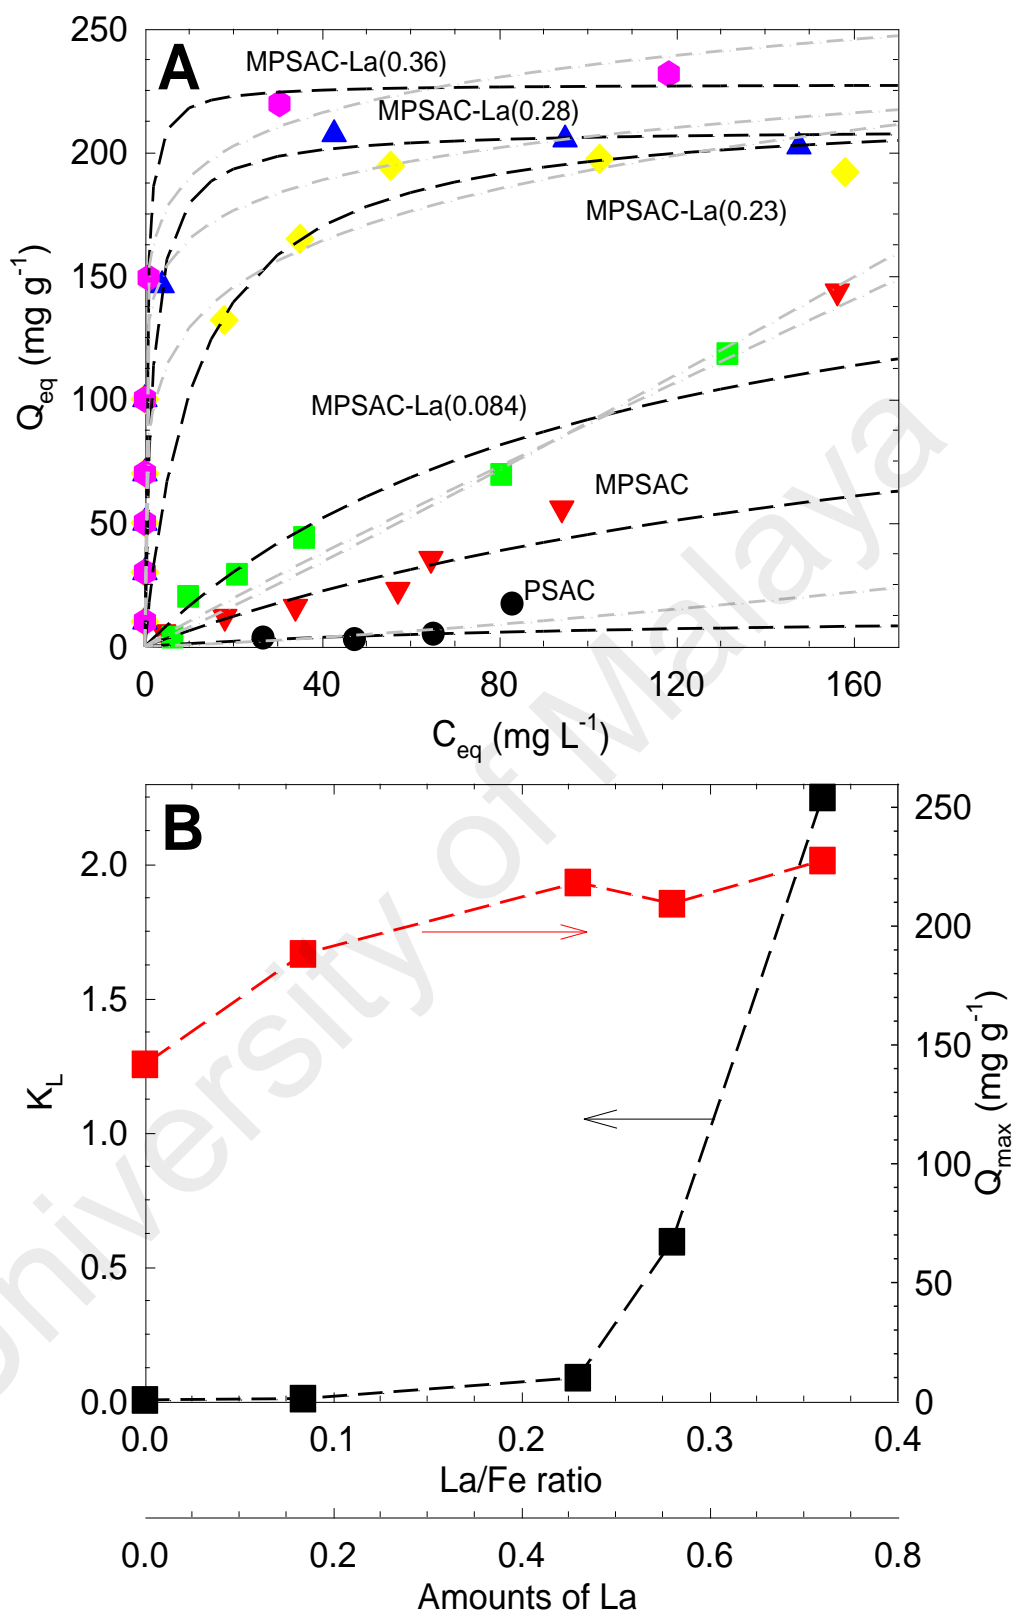 A
250
200
150
100
50
0
Q_eq (mg g⁻¹)
MPSAC-La(0.36)
MPSAC-La(0.28)
MPSAC-La(0.23)
MPSAC-La(0.084)
MPSAC
PSAC
0 40 80 120 160
C_eq (mg L⁻¹)
B
2.0
1.5
1.0
0.5
0.0
K_L
250
200
150
100
50
0
Q_max (mg g⁻¹)
0.0 0.1 0.2 0.3 0.4
La/Fe ratio
0.0 0.2 0.4 0.6 0.8
Amounts of La
University of Malaya